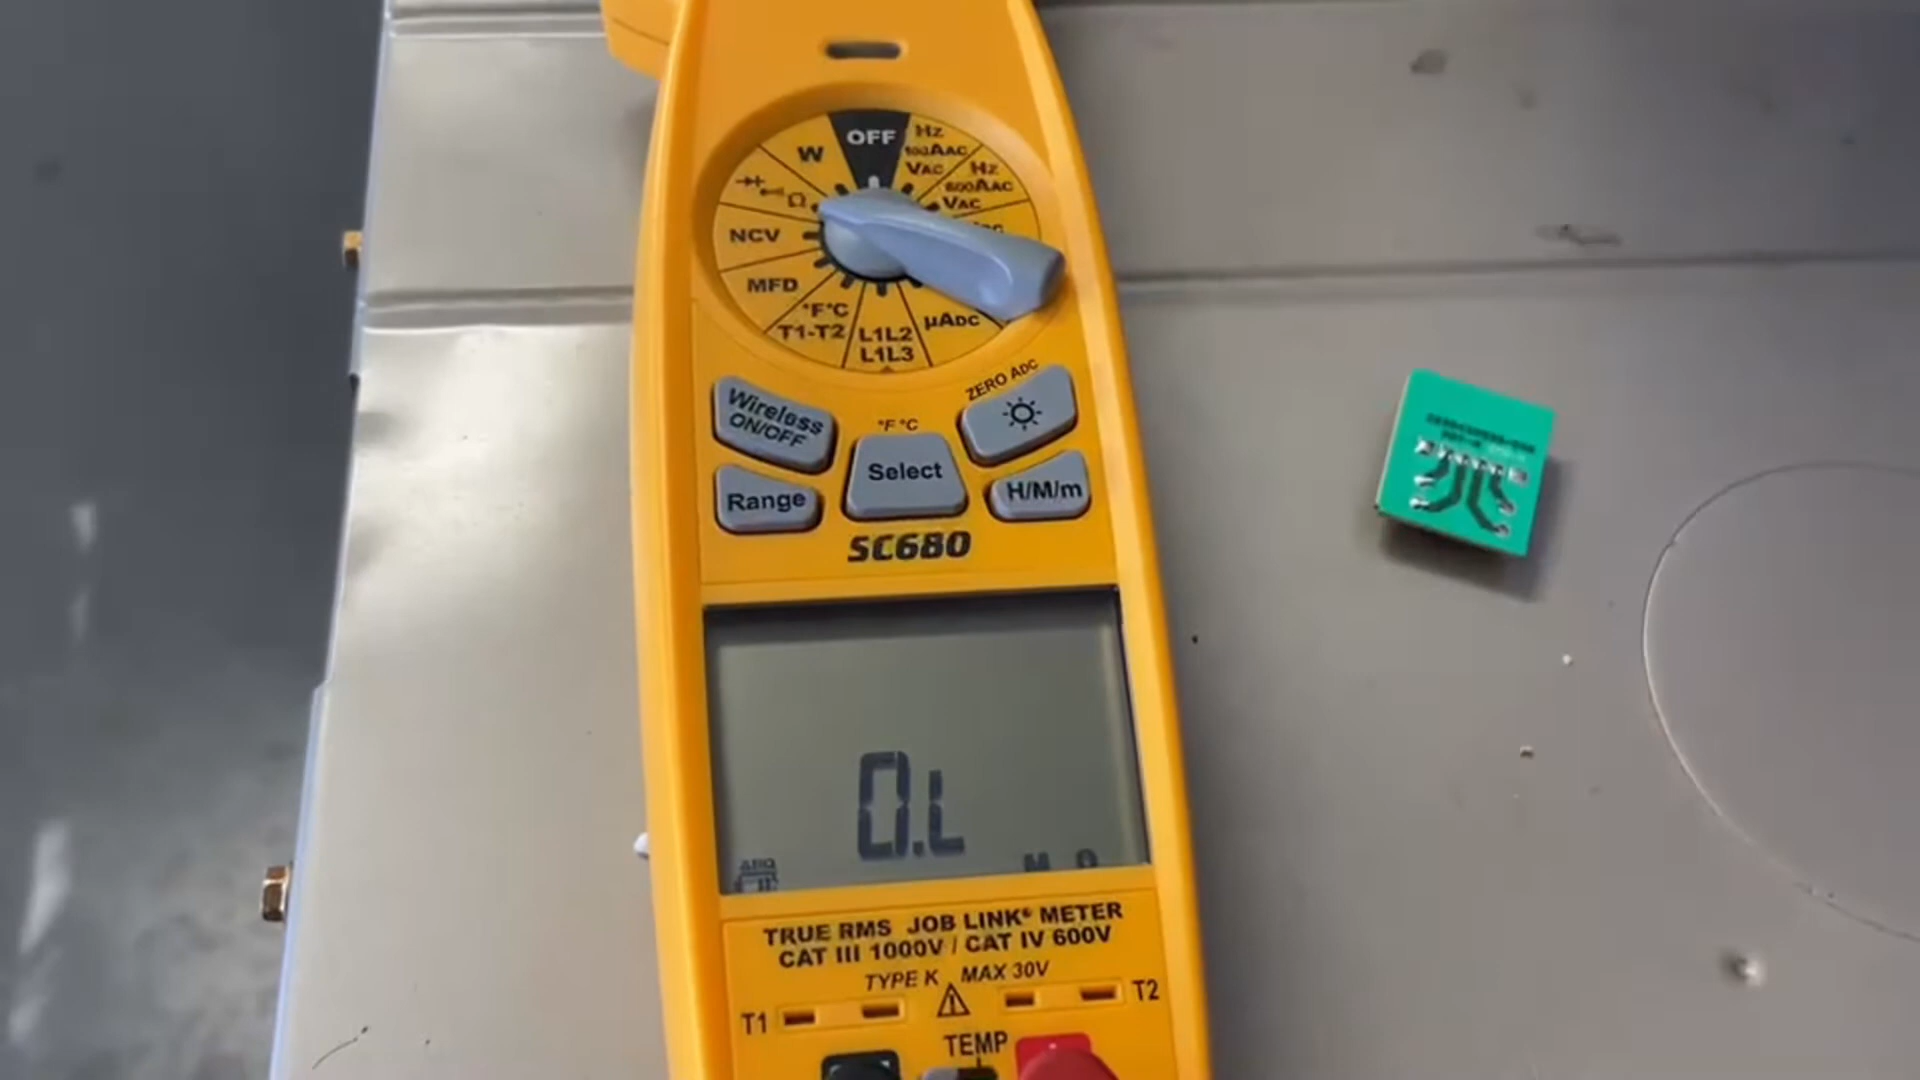 OFF
Hz
VAC
Hz
600AAC
VAC
W
Ω
NCV
MFD
°F°C
T1-T2
L1L2
L1L3
µADC
Wireless
ON/OFF
ZERO ADC
°F °C
Select
Range
H/M/m
SC680
0.L
M Ω
TRUE RMS JOB LINK® METER
CAT III 1000V / CAT IV 600V
TYPE K MAX 30V
T1
T2
TEMP